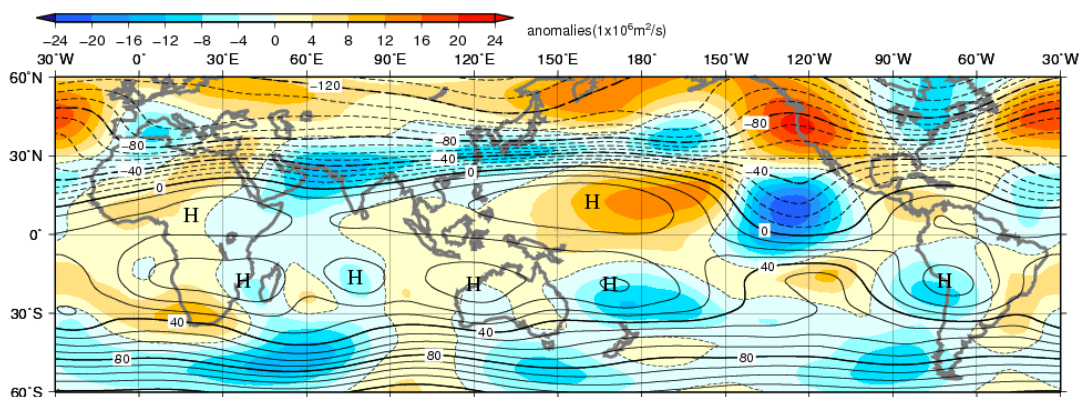 −24 −20 −16 −12 −8 −4 0 4 8 12 16 20 24
anomalies(1x10⁶m²/s)
30°W 0° 30°E 60°E 90°E 120°E 150°E 180° 150°W 120°W 90°W 60°W 30°W
60°N
−120
−80 −80 −80
30°N
−40 −40 −40
0 0
H H
0° 0
40
H H H H H
30°S
40 40
80 80 80
60°S